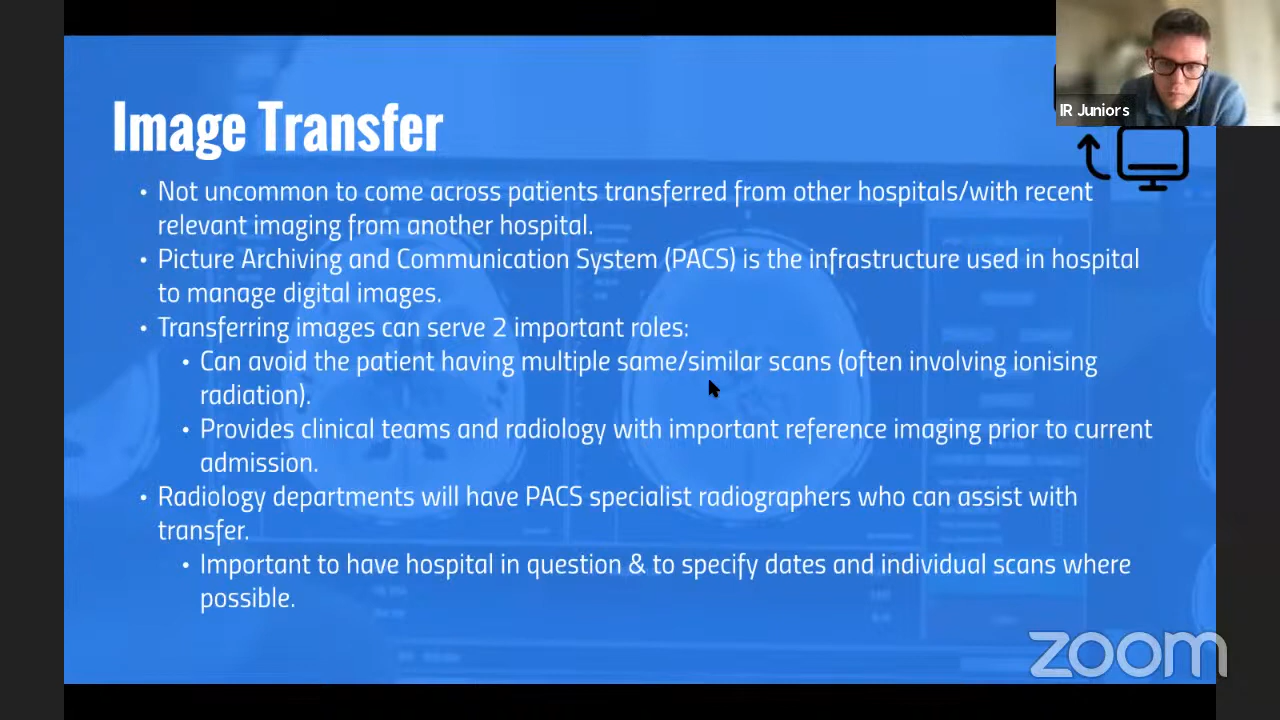 IR Juniors
Image Transfer
• Not uncommon to come across patients transferred from other hospitals/with recent
relevant imaging from another hospital.
• Picture Archiving and Communication System (PACS) is the infrastructure used in hospital
to manage digital images.
• Transferring images can serve 2 important roles:
• Can avoid the patient having multiple same/similar scans (often involving ionising
radiation).
• Provides clinical teams and radiology with important reference imaging prior to current
admission.
• Radiology departments will have PACS specialist radiographers who can assist with
transfer.
• Important to have hospital in question & to specify dates and individual scans where
possible.
zoom